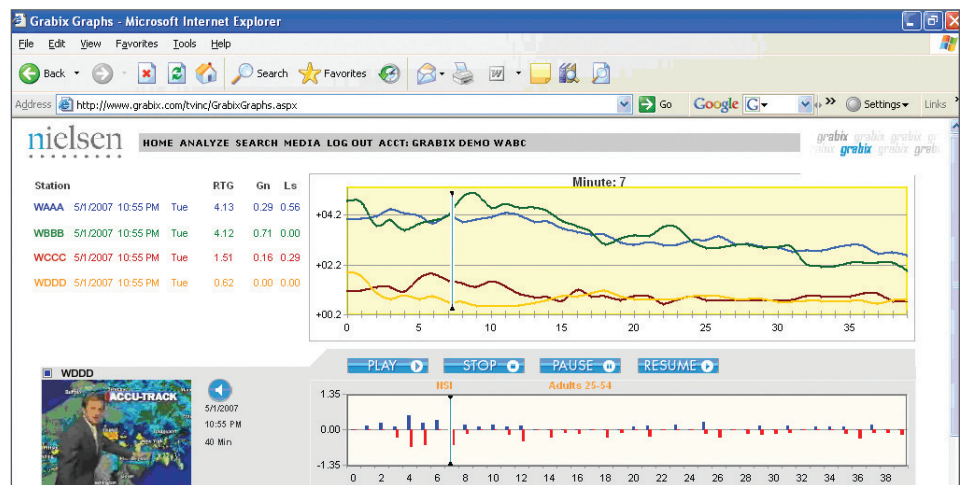 Grabix Graphs - Microsoft Internet Explorer
File Edit View Favorites Tools Help
Back Search Favorites
Address http://www.grabix.com/tvinc/GrabixGraphs.aspx Go Google G Settings Links »
nielsen HOME ANALYZE SEARCH MEDIA LOG OUT ACCT: GRABIX DEMO WABC
grabix grabix grabix
grabix grabix
Station RTG Gn Ls
WAAA 5/1/2007 10:55 PM Tue 4.13 0.29 0.56
WBBB 5/1/2007 10:55 PM Tue 4.12 0.71 0.00
WCCC 5/1/2007 10:55 PM Tue 1.51 0.16 0.29
WDDD 5/1/2007 10:55 PM Tue 0.62 0.00 0.00
Minute: 7
+04.2
+02.2
+00.2
0 5 10 15 20 25 30 35
PLAY STOP PAUSE RESUME
WDDD
ACCU-TRACK
5/1/2007
10:55 PM
40 Min
NSI Adults 25-54
1.35
0.00
-1.35
0 2 4 6 8 10 12 14 16 18 20 22 24 26 28 30 32 34 36 38